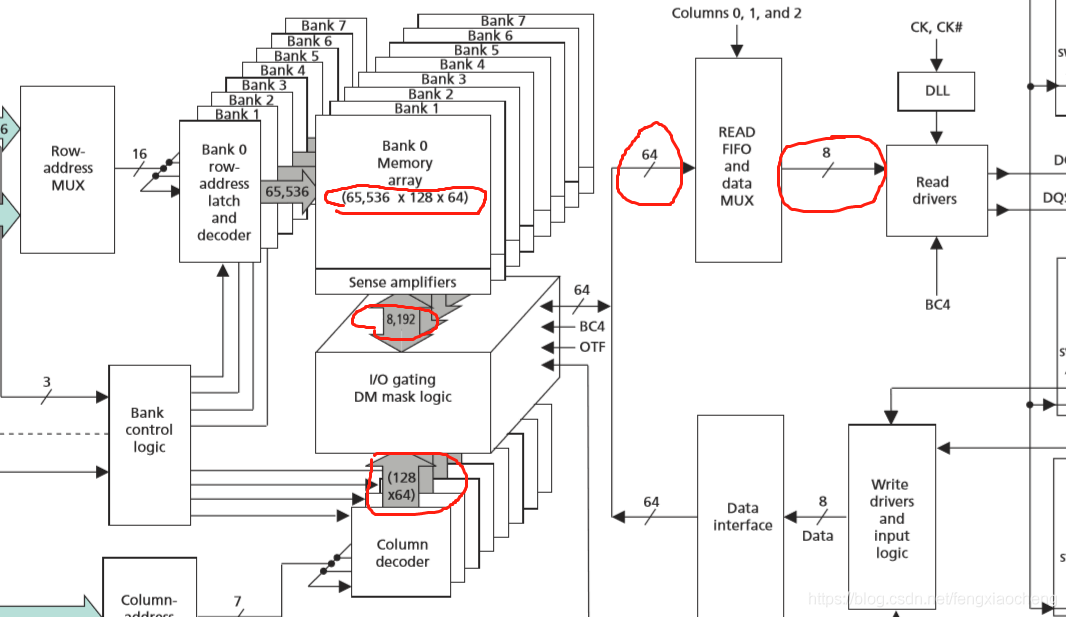 Columns 0, 1, and 2
CK, CK#
DLL
Bank 7
Bank 6
Bank 5
Bank 4
Bank 3
Bank 2
Bank 1
Bank 0
row-
address
latch
and
decoder
Bank 7
Bank 6
Bank 5
Bank 4
Bank 3
Bank 2
Bank 1
Bank 0
Memory
array
(65,536 x 128 x 64)
Sense amplifiers
6
Row-
address
MUX
16
65,536
64
READ
FIFO
and
data
MUX
8
Read
drivers
BC4
8,192
64
BC4
OTF
I/O gating
DM mask logic
3
Bank
control
logic
(128
x64)
Column
decoder
64
Data
interface
8
Data
Write
drivers
and
input
logic
Column-
7
https://blog.csdn.net/fengxiaocheng